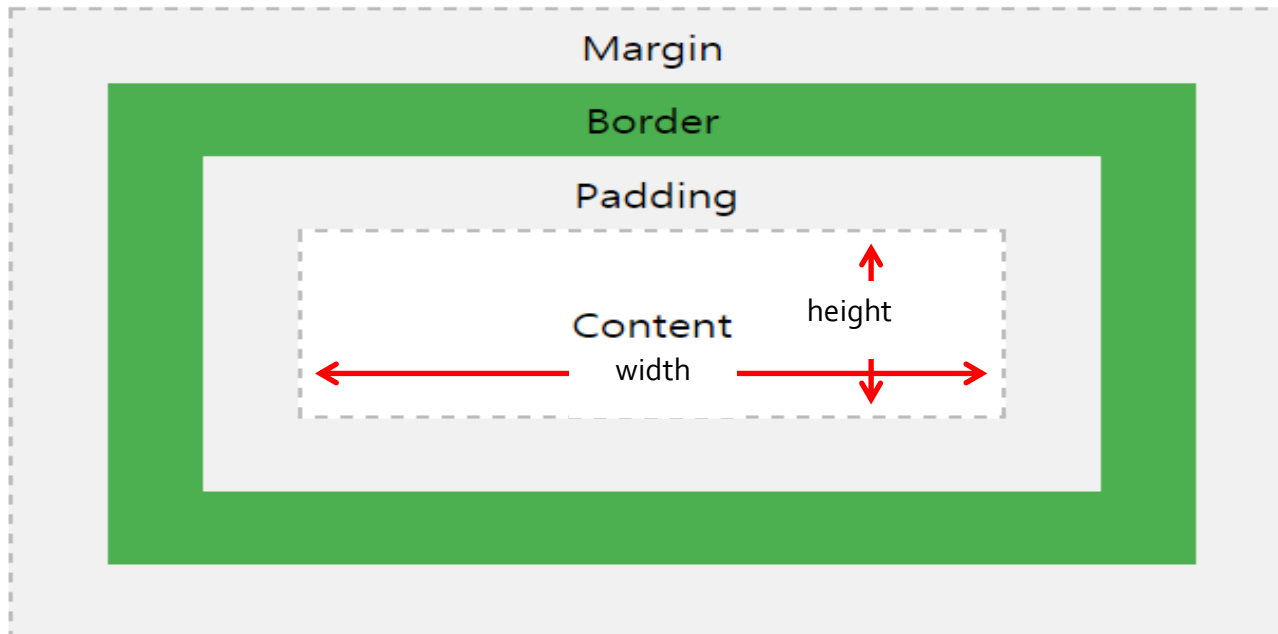 Margin
Border
Padding
height
Content
width